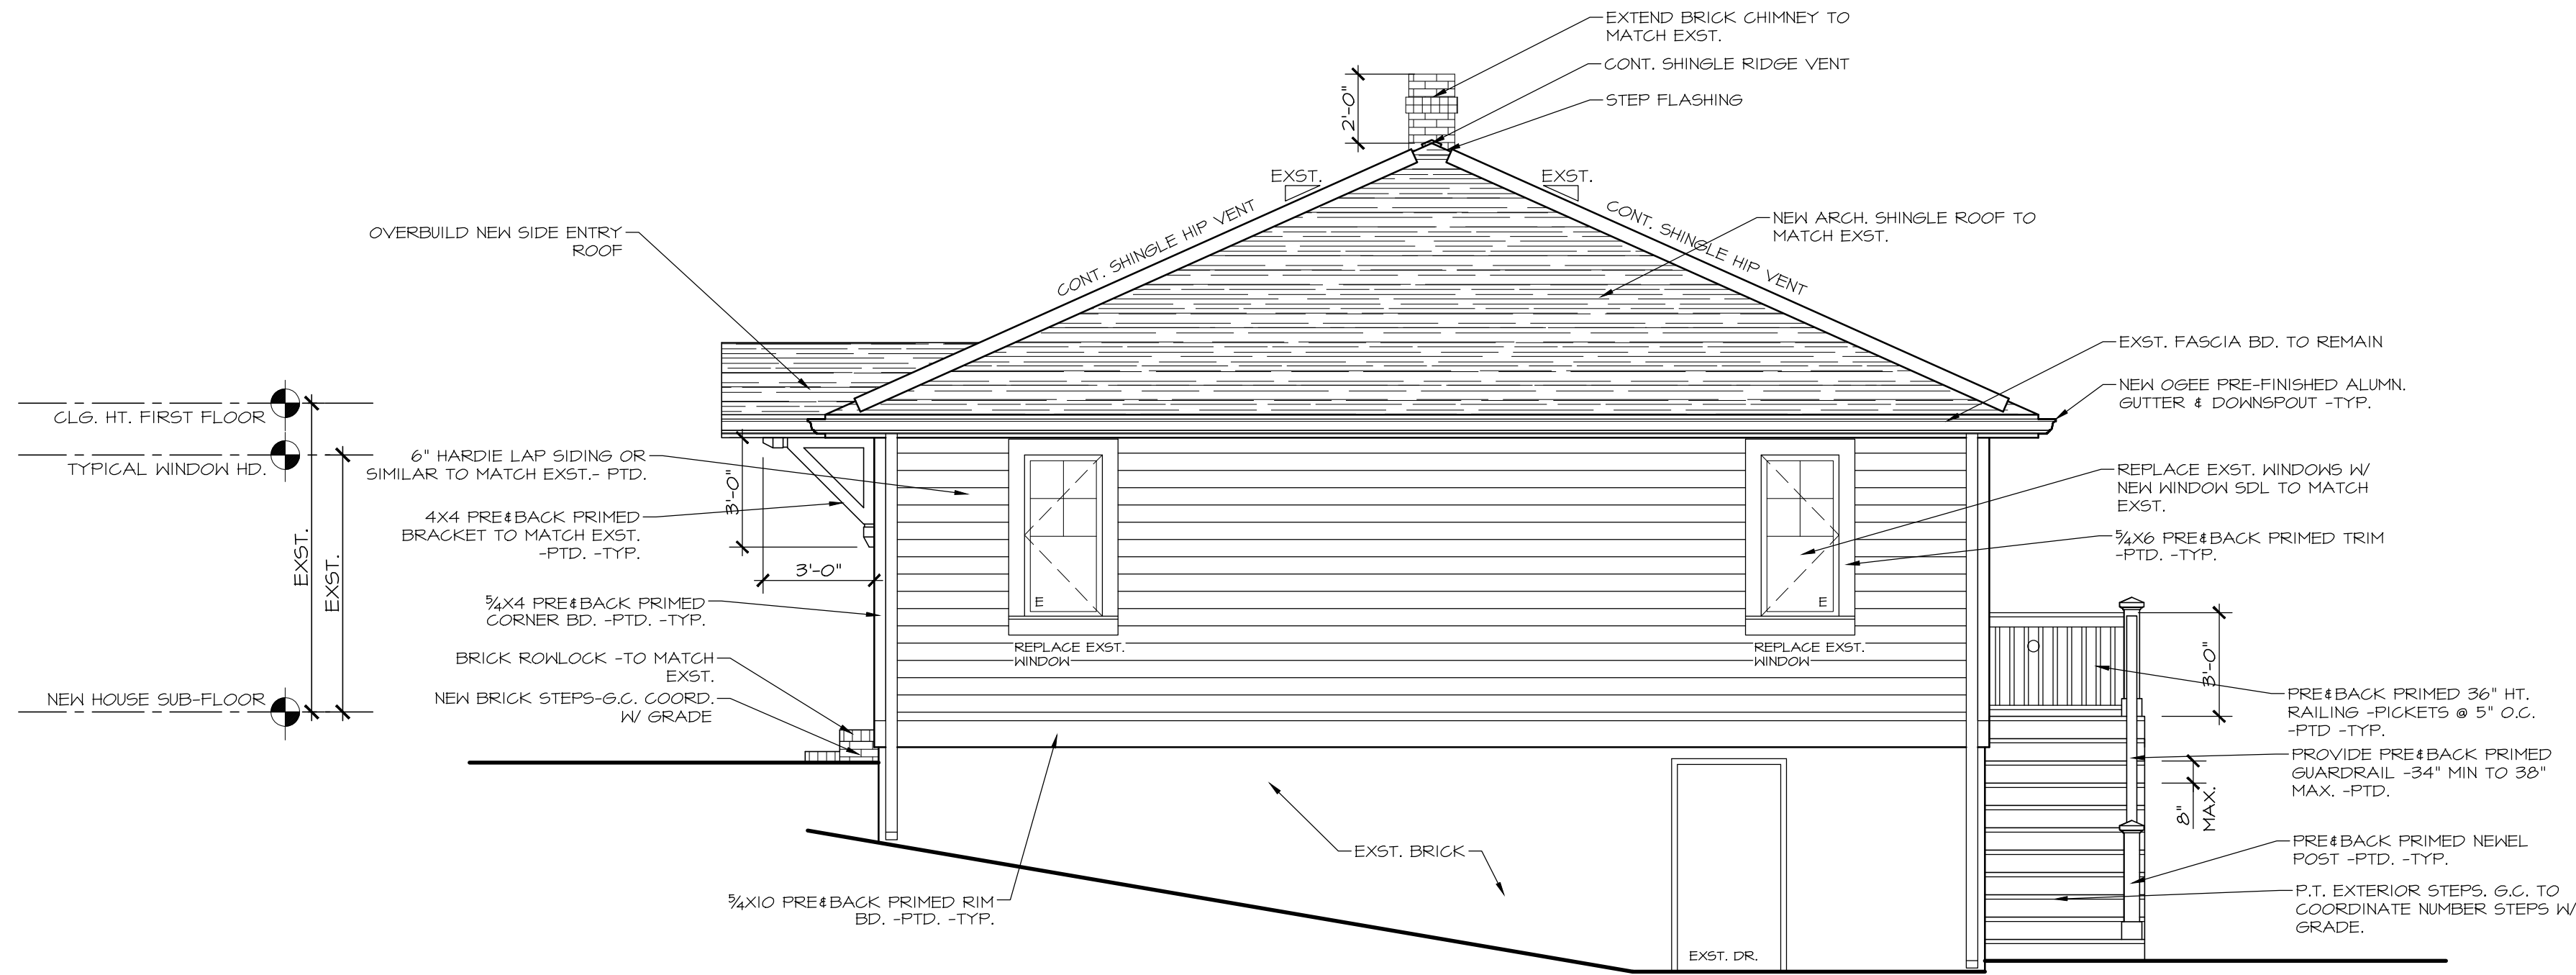 EXTEND BRICK CHIMNEY TO
MATCH EXST.
CONT. SHINGLE RIDGE VENT
STEP FLASHING
2'-0"
EXST.
EXST.
CONT. SHINGLE HIP VENT
CONT. SHINGLE HIP VENT
NEW ARCH. SHINGLE ROOF TO
MATCH EXST.
OVERBUILD NEW SIDE ENTRY
ROOF
EXST. FASCIA BD. TO REMAIN
NEW OGEE PRE-FINISHED ALUMN.
GUTTER & DOWNSPOUT -TYP.
CLG. HT. FIRST FLOOR
TYPICAL WINDOW HD.
6" HARDIE LAP SIDING OR
SIMILAR TO MATCH EXST.- PTD.
3'-0"
4X4 PRE&BACK PRIMED
BRACKET TO MATCH EXST.
-PTD. -TYP.
3'-0"
EXST.
EXST.
REPLACE EXST. WINDOWS W/
NEW WINDOW SDL TO MATCH
EXST.
5/4X6 PRE&BACK PRIMED TRIM
-PTD. -TYP.
E
E
5/4X4 PRE&BACK PRIMED
CORNER BD. -PTD. -TYP.
REPLACE EXST.
WINDOW
REPLACE EXST.
WINDOW
BRICK ROWLOCK -TO MATCH
EXST.
NEW BRICK STEPS-G.C. COORD.
W/ GRADE
NEW HOUSE SUB-FLOOR
3'-0"
PRE&BACK PRIMED 36" HT.
RAILING -PICKETS @ 5" O.C.
-PTD -TYP.
PROVIDE PRE&BACK PRIMED
GUARDRAIL -34" MIN TO 38"
MAX. -PTD.
8"
MAX.
PRE&BACK PRIMED NEWEL
POST -PTD. -TYP.
P.T. EXTERIOR STEPS. G.C. TO
COORDINATE NUMBER STEPS W/
GRADE.
EXST. BRICK
5/4X10 PRE&BACK PRIMED RIM
BD. -PTD. -TYP.
EXST. DR.